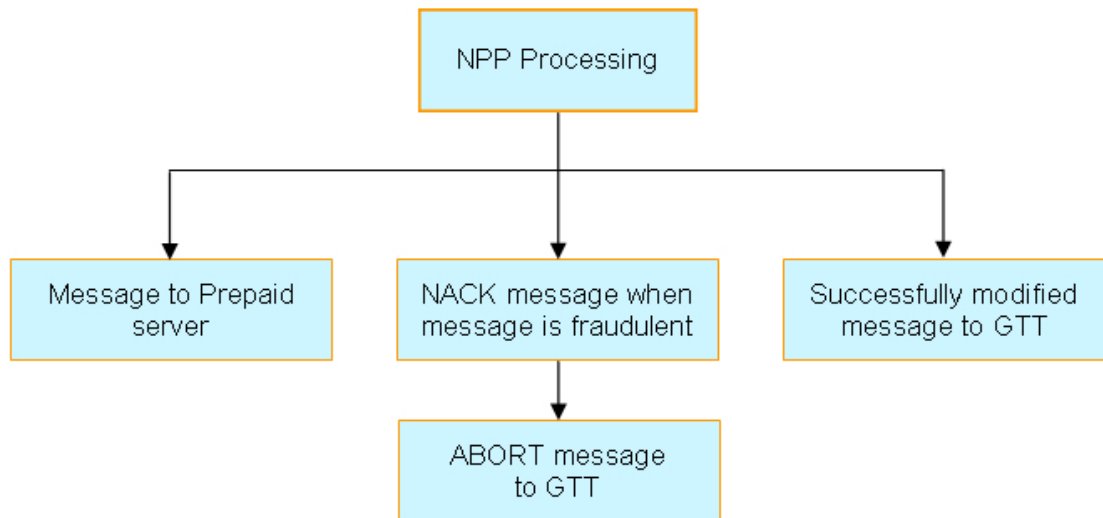 NPP Processing
Message to Prepaid
server
NACK message when
message is fraudulent
Successfully modified
message to GTT
ABORT message
to GTT